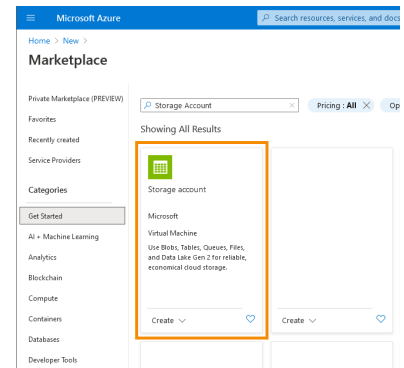 Microsoft Azure
Search resources, services, and docs
Home > New >
Marketplace
Private Marketplace (PREVIEW)
Favorites
Recently created
Service Providers
Categories
Get Started
AI + Machine Learning
Analytics
Blockchain
Compute
Containers
Databases
Developer Tools
Storage Account
Pricing : All
Op
Showing All Results
Storage account
Microsoft
Virtual Machine
Use Blobs, Tables, Queues, Files,
and Data Lake Gen 2 for reliable,
economical cloud storage.
Create
Create